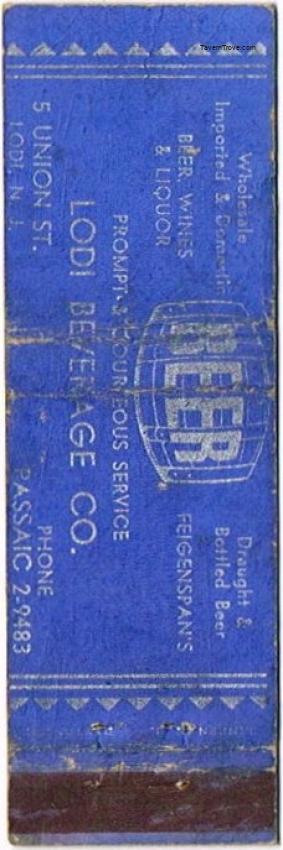 TavernTrove.com
Wholesale
Imported & Domestic
BEER, WINES
& LIQUOR
BEER
Draught &
Bottled Beer
FEIGENSPAN'S
PROMPT & COURTEOUS SERVICE
LODI BEVERAGE CO.
5 UNION ST.
LODI, N. J.
PHONE
PASSAIC 2-9483